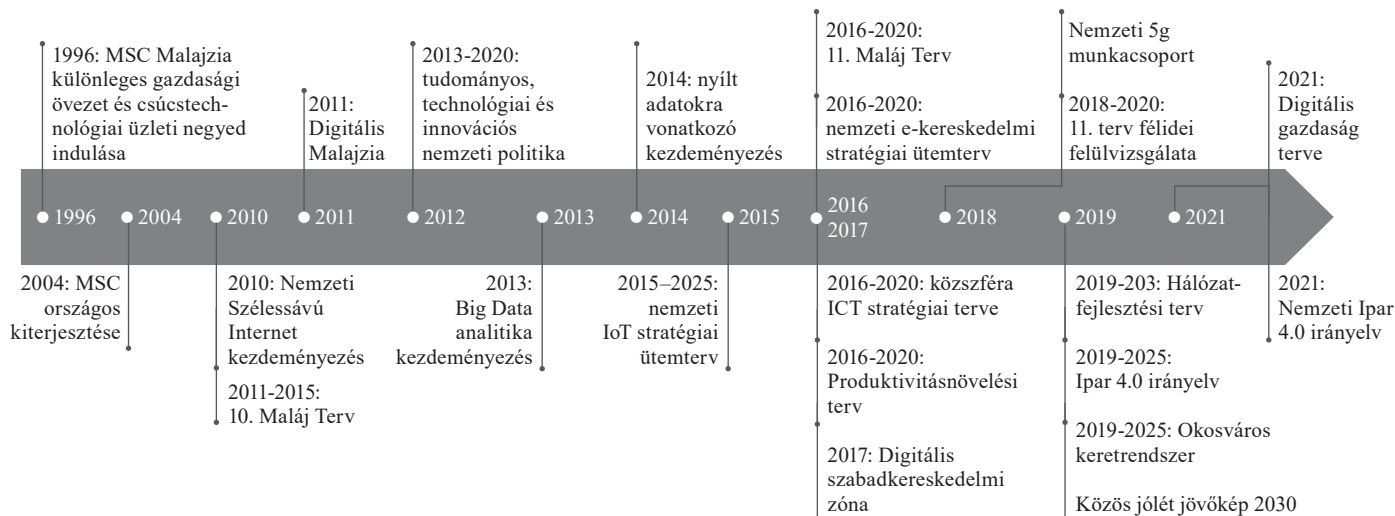 1996: MSC Malajzia
különleges gazdasági
övezet és csúcstech-
nológiai üzleti negyed
indulása
2011:
Digitális
Malajzia
2013-2020:
tudományos,
technológiai és
innovációs
nemzeti politika
2014: nyílt
adatokra
vonatkozó
kezdeményezés
2016-2020:
11. Maláj Terv
2016-2020:
nemzeti e-kereskedelmi
stratégiai ütemterv
Nemzeti 5g
munkacsoport
2018-2020:
11. terv félidei
felülvizsgálata
2021:
Digitális
gazdaság
terve
1996
2004
2010
2011
2012
2013
2014
2015
2016
2017
2018
2019
2021
2004: MSC
országos
kiterjesztése
2010: Nemzeti
Szélessávú
Internet
kezdeményezés
2011-2015:
10. Maláj Terv
2013:
Big Data
analitika
kezdeményezés
2015–2025:
nemzeti
IoT stratégiai
ütemterv
2016-2020: közszféra
ICT stratégiai terve
2016-2020:
Produktivitásnövelési
terv
2017: Digitális
szabadkereskedelmi
zóna
2019-203: Hálózat-
fejlesztési terv
2019-2025:
Ipar 4.0 irányelv
2019-2025: Okosváros
keretrendszer
Közös jólét jövőkép 2030
2021:
Nemzeti Ipar
4.0 irányelv